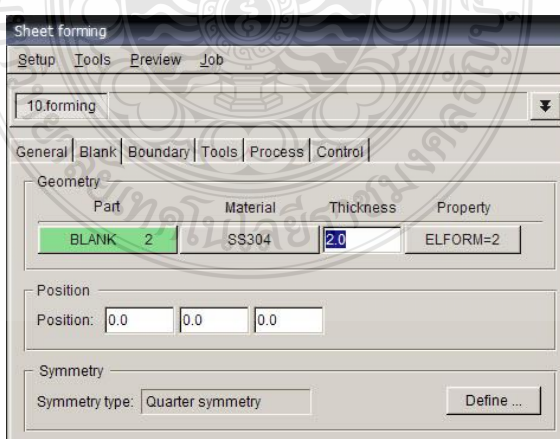 Sheet forming
Setup Tools Preview Job
10.forming
General Blank Boundary Tools Process Control
Geometry
Part Material Thickness Property
BLANK 2 SS304 2.0 ELFORM=2
Position
Position: 0.0 0.0 0.0
Symmetry
Symmetry type: Quarter symmetry Define ...